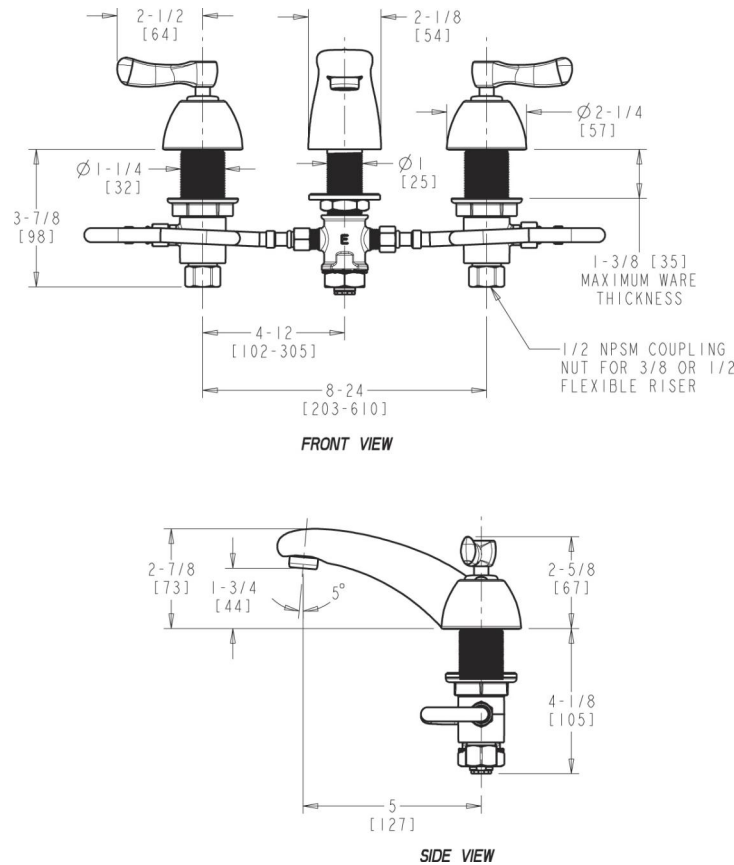 2-1/2
[64]
2-1/8
[54]
Ø2-1/4
[57]
Ø1-1/4
[32]
Ø1
[25]
3-7/8
[98]
E
1-3/8 [35]
MAXIMUM WARE
THICKNESS
4-12
[102-305]
1/2 NPSM COUPLING
NUT FOR 3/8 OR 1/2
FLEXIBLE RISER
8-24
[203-610]
FRONT VIEW
2-7/8
[73]
1-3/4
[44]
5°
2-5/8
[67]
4-1/8
[105]
5
[127]
SIDE VIEW